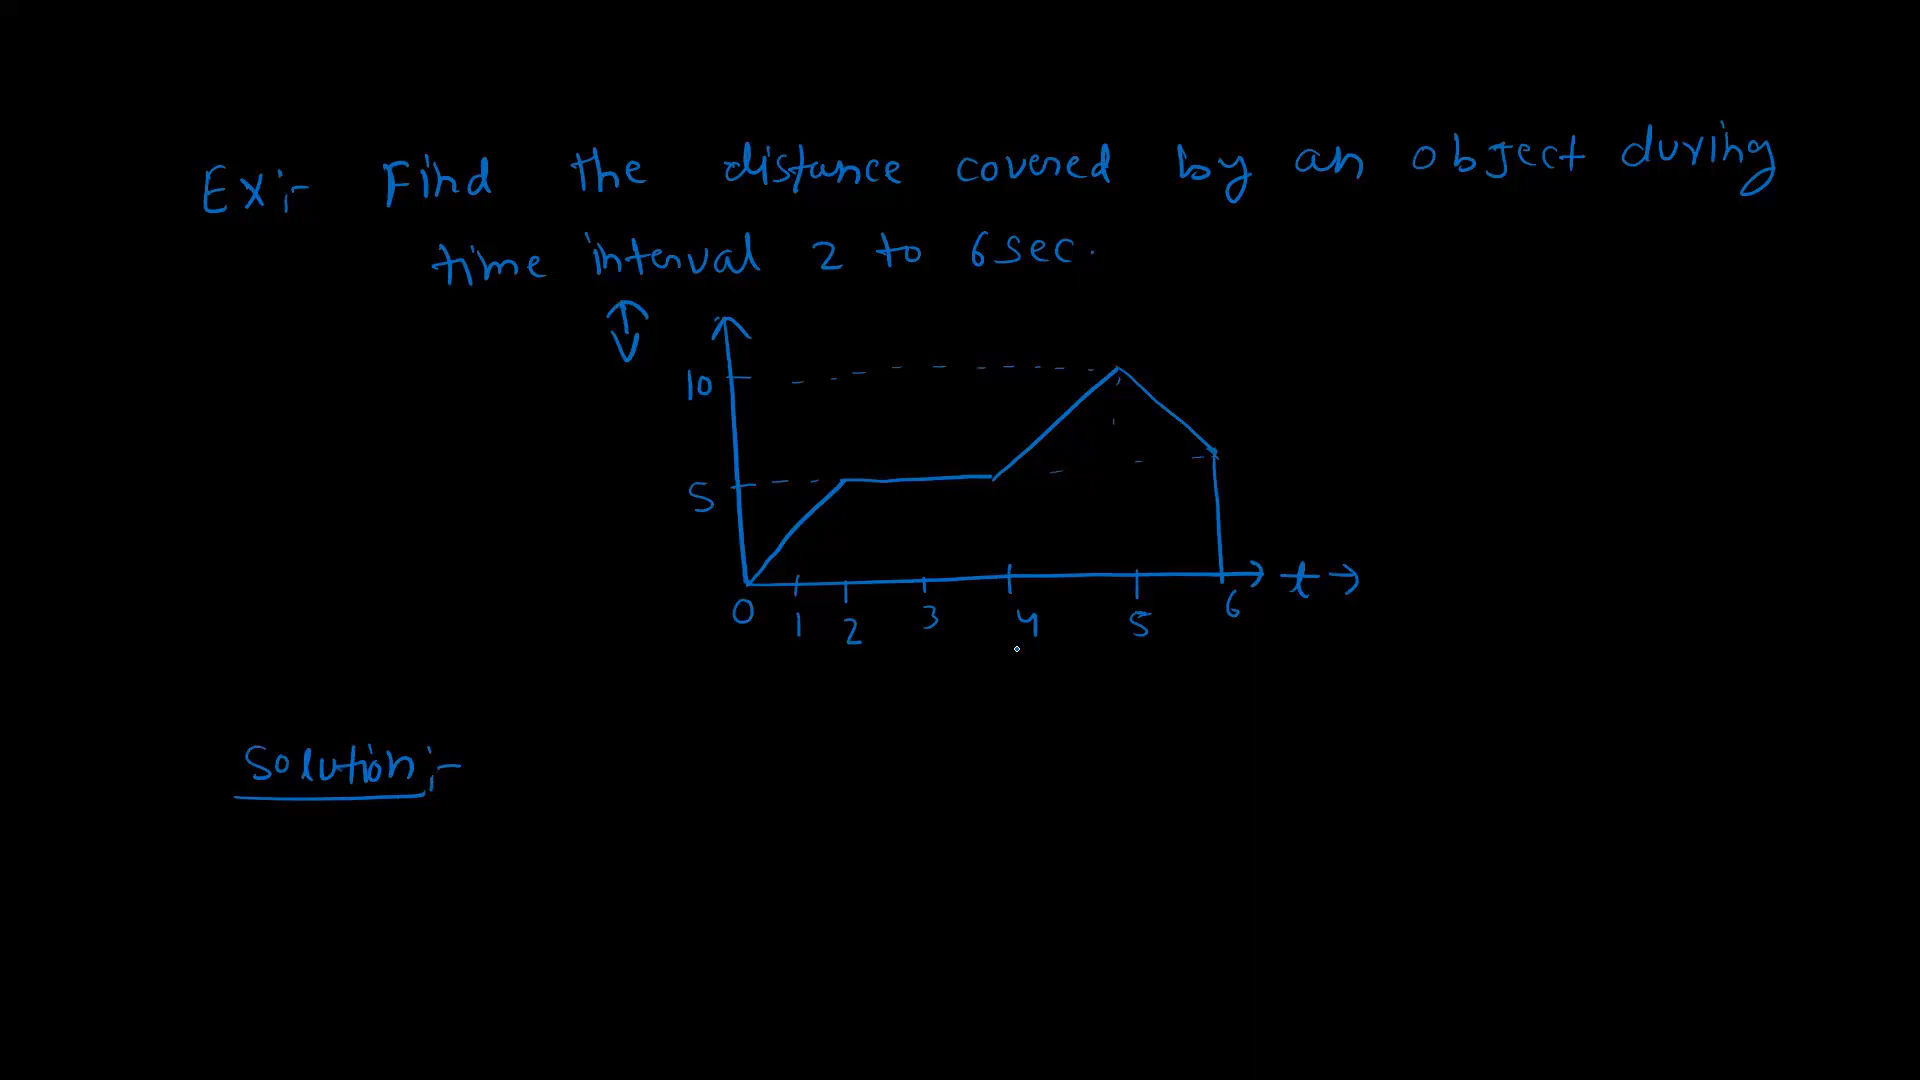 Ex:- Find the distance covered by an object during
time interval 2 to 6 sec.
↑
V
10
5
0 1 2 3 4 5 6 t →
Solution:-